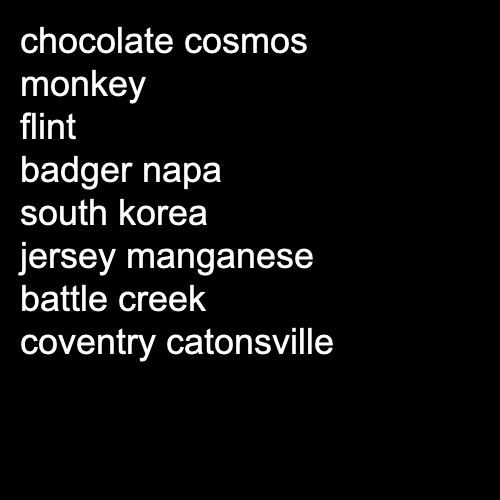 chocolate cosmos
monkey
flint
badger napa
south korea
jersey manganese
battle creek
coventry catonsville